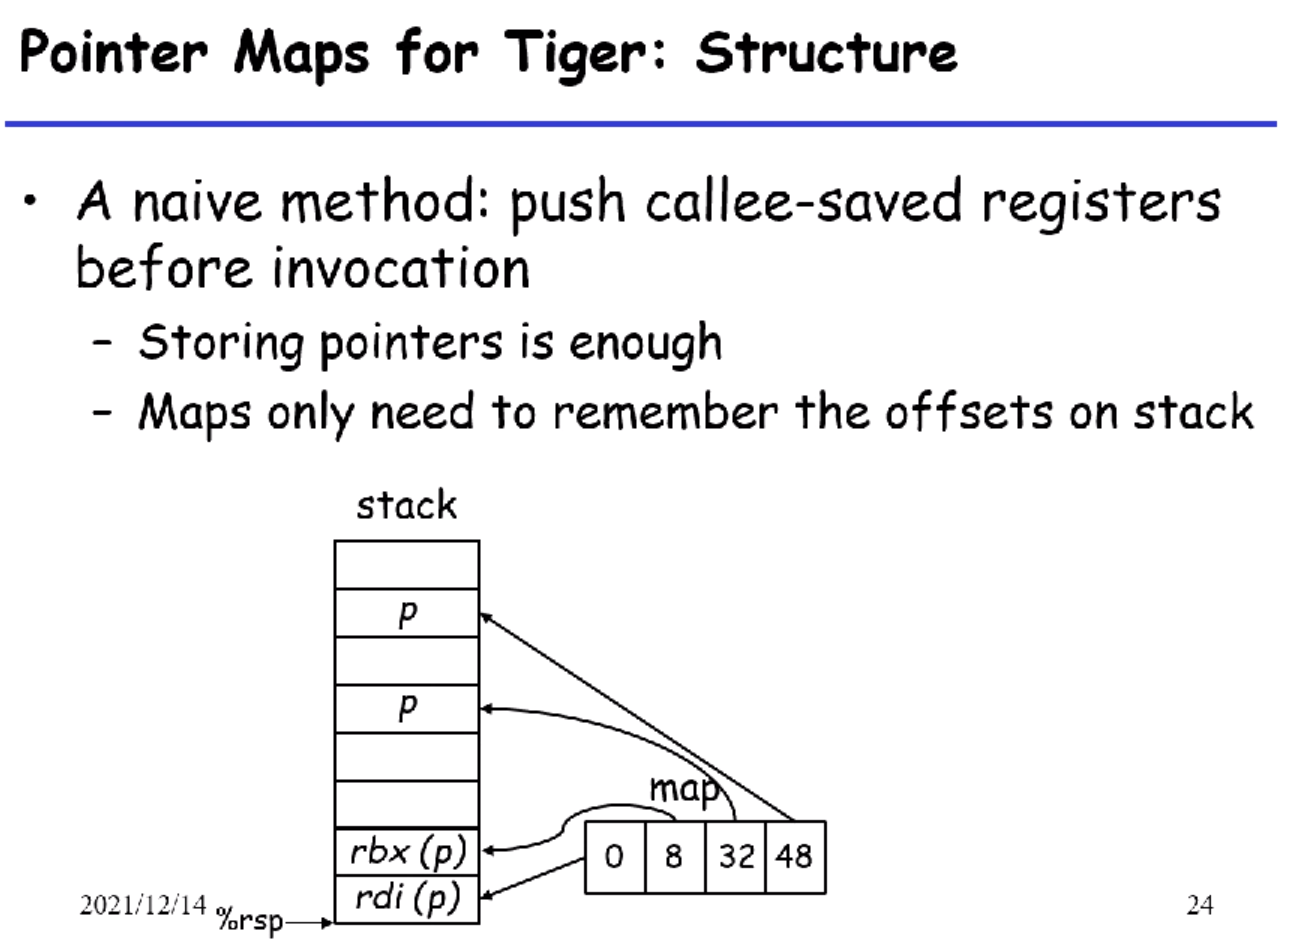 Pointer Maps for Tiger: Structure
• A naive method: push callee-saved registers
before invocation
– Storing pointers is enough
– Maps only need to remember the offsets on stack
stack
p
p
map
rbx (p)
0 8 32 48
rdi (p)
2021/12/14
%rsp
24